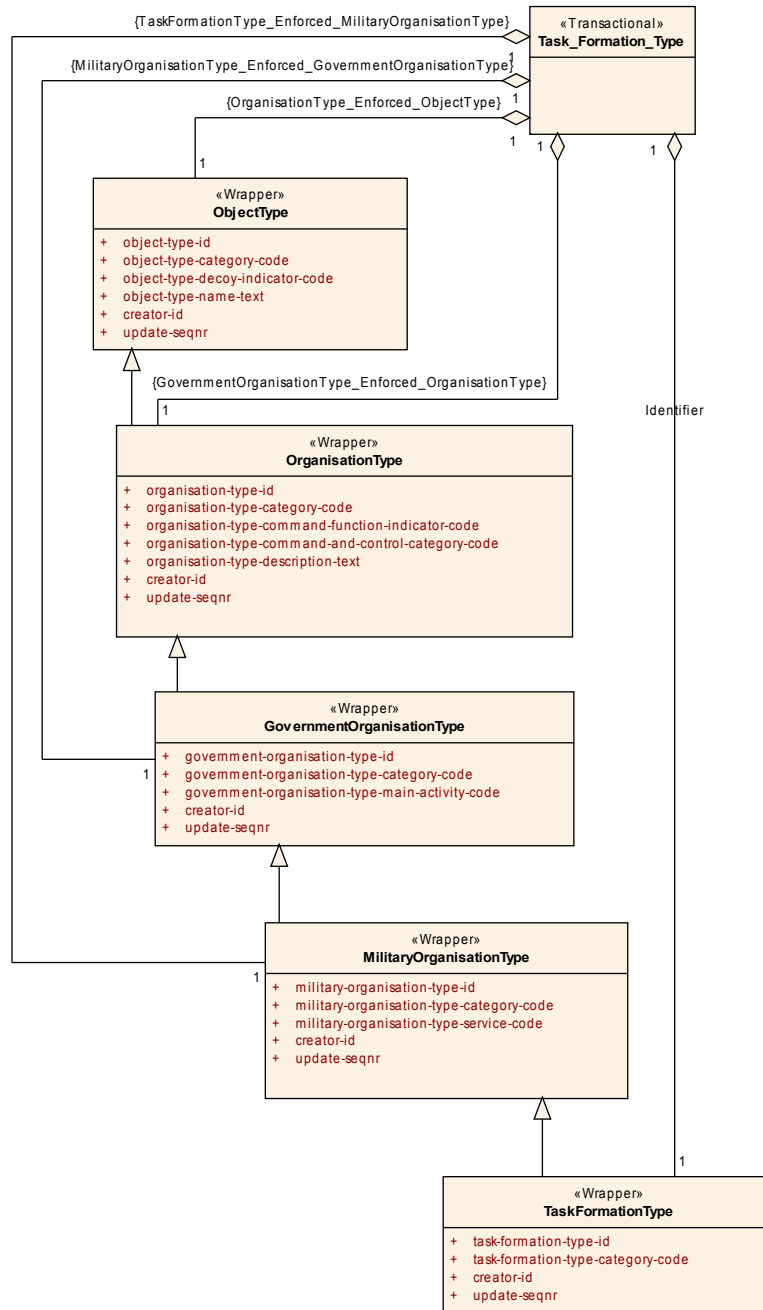 {TaskFormationType_Enforced_MilitaryOrganisationType}
«Transactional»
Task_Formation_Type
1
{MilitaryOrganisationType_Enforced_GovernmentOrganisationType}
1
{OrganisationType_Enforced_ObjectType}
1
1
1
1
«Wrapper»
ObjectType
+ object-type-id
+ object-type-category-code
+ object-type-decoy-indicator-code
+ object-type-name-text
+ creator-id
+ update-seqnr
{GovernmentOrganisationType_Enforced_OrganisationType}
1
Identifier
«Wrapper»
OrganisationType
+ organisation-type-id
+ organisation-type-category-code
+ organisation-type-command-function-indicator-code
+ organisation-type-command-and-control-category-code
+ organisation-type-description-text
+ creator-id
+ update-seqnr
«Wrapper»
GovernmentOrganisationType
+ government-organisation-type-id
1
+ government-organisation-type-category-code
+ government-organisation-type-main-activity-code
+ creator-id
+ update-seqnr
«Wrapper»
MilitaryOrganisationType
1
+ military-organisation-type-id
+ military-organisation-type-category-code
+ military-organisation-type-service-code
+ creator-id
+ update-seqnr
1
«Wrapper»
TaskFormationType
+ task-formation-type-id
+ task-formation-type-category-code
+ creator-id
+ update-seqnr